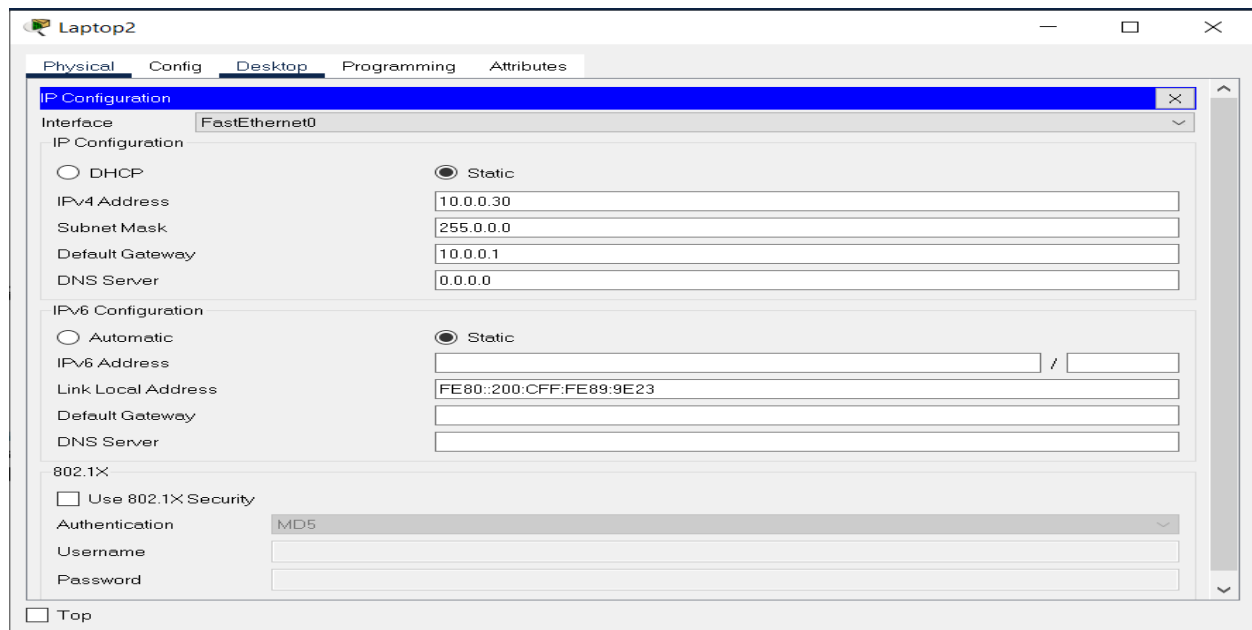 Laptop2
Physical Config Desktop Programming Attributes
IP Configuration
Interface FastEthernet0
IP Configuration
DHCP Static
IPv4 Address 10.0.0.30
Subnet Mask 255.0.0.0
Default Gateway 10.0.0.1
DNS Server 0.0.0.0
IPv6 Configuration
Automatic Static
IPv6 Address /
Link Local Address FE80::200:CFF:FE89:9E23
Default Gateway
DNS Server
802.1X
Use 802.1X Security
Authentication MD5
Username
Password
Top